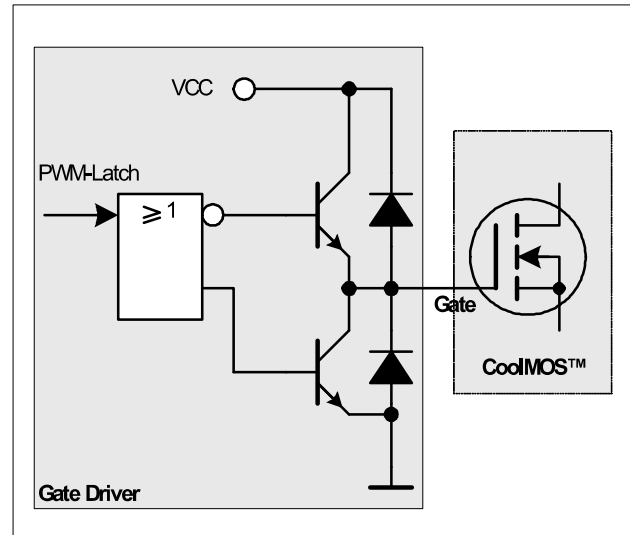 VCC
PWM-Latch
≥ 1
Gate
CoolMOS™
Gate Driver